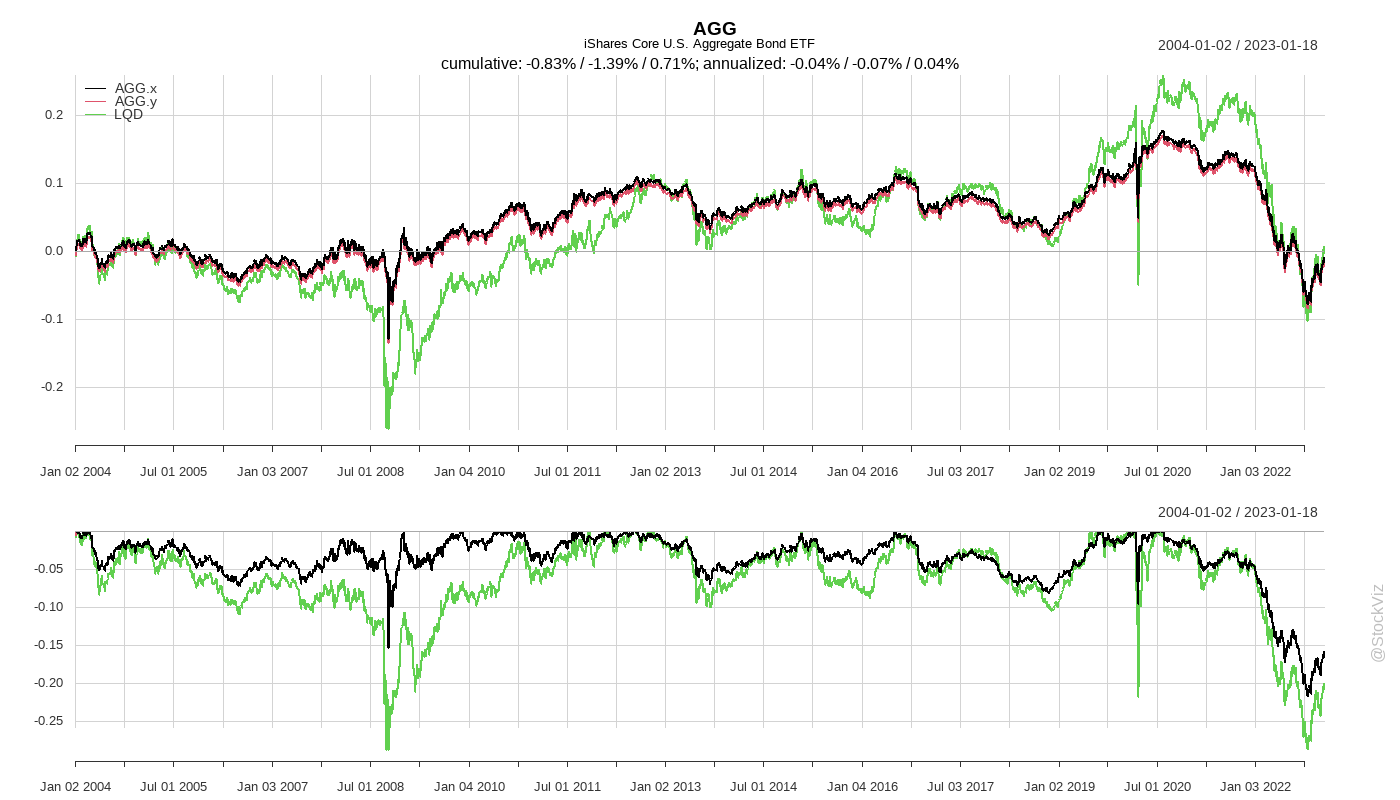 AGG
iShares Core U.S. Aggregate Bond ETF
2004-01-02 / 2023-01-18
cumulative: -0.83% / -1.39% / 0.71%; annualized: -0.04% / -0.07% / 0.04%
AGG.x
AGG.y
LQD
0.2
0.1
0.0
-0.1
-0.2
Jan 02 2004 Jul 01 2005 Jan 03 2007 Jul 01 2008 Jan 04 2010 Jul 01 2011 Jan 02 2013 Jul 01 2014 Jan 04 2016 Jul 03 2017 Jan 02 2019 Jul 01 2020 Jan 03 2022
2004-01-02 / 2023-01-18
-0.05
-0.10
-0.15
-0.20
-0.25
Jan 02 2004 Jul 01 2005 Jan 03 2007 Jul 01 2008 Jan 04 2010 Jul 01 2011 Jan 02 2013 Jul 01 2014 Jan 04 2016 Jul 03 2017 Jan 02 2019 Jul 01 2020 Jan 03 2022
@StockViz